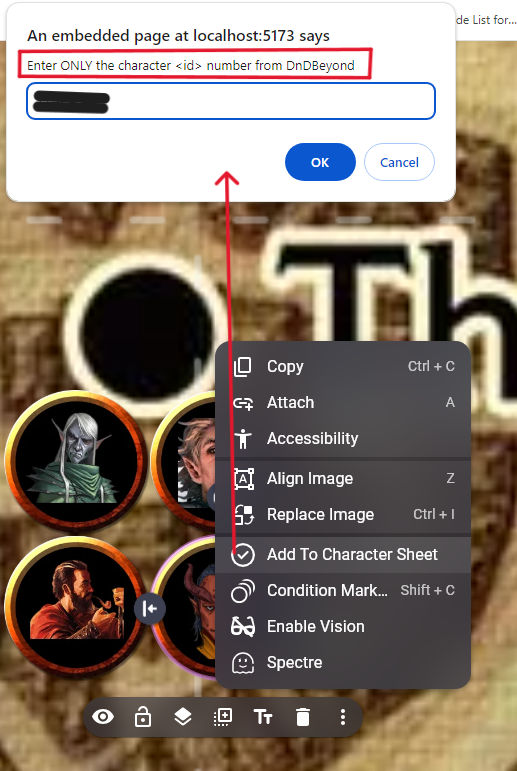 de List for...
An embedded page at localhost:5173 says
Enter ONLY the character <id> number from DnDBeyond
OK
Cancel
Th
Copy Ctrl + C
Attach A
Accessibility
Align Image Z
Replace Image Ctrl + I
Add To Character Sheet
Condition Mark... Shift + C
Enable Vision
Spectre